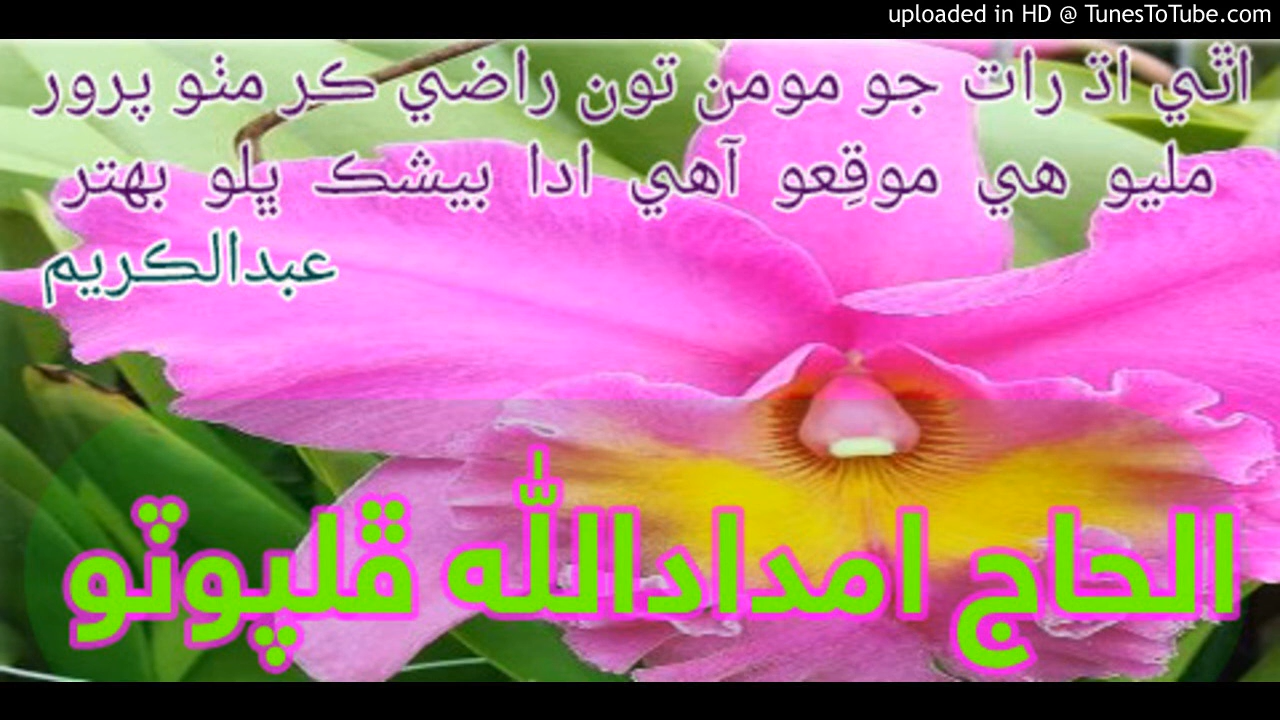 uploaded in HD @ TunesToTube.com
اٿي اڌ رات جو مومن تون راضي ڪر مٺو پرور
مليو هي موقِعو آهي ادا بيشڪ ڀلو بهتر
عبدالڪريم
الحاج امدادالله ڦلپوٽو